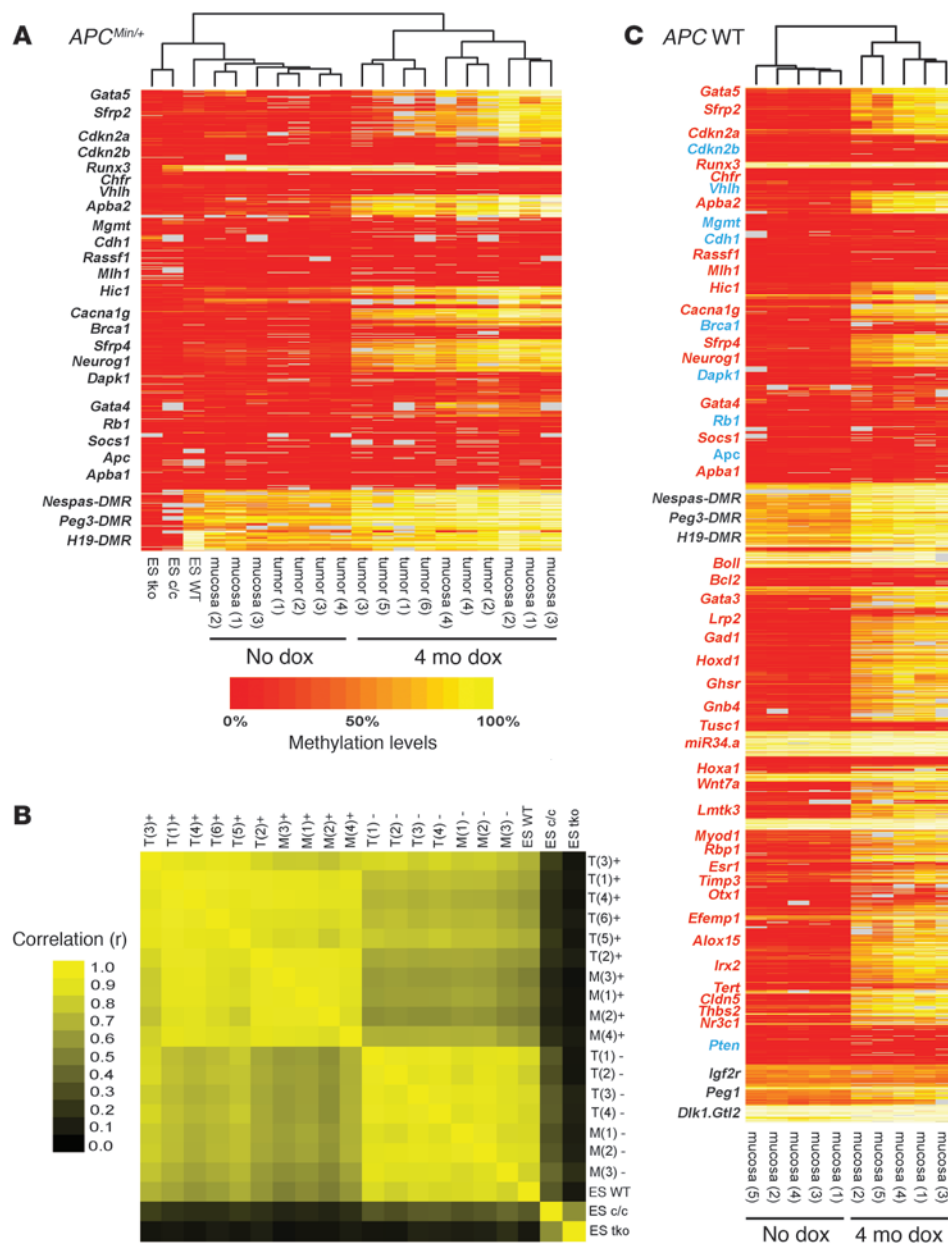 A
APC^Min/+
Gata5
Sfrp2
Cdkn2a
Cdkn2b
Runx3
Chfr
Vhlh
Apba2
Mgmt
Cdh1
Rassf1
Mlh1
Hic1
Cacna1g
Brca1
Sfrp4
Neurog1
Dapk1
Gata4
Rb1
Socs1
Apc
Apba1
Nespas-DMR
Peg3-DMR
H19-DMR
ES tko
ES c/c
ES WT
mucosa (2)
mucosa (1)
mucosa (3)
tumor (1)
tumor (2)
tumor (3)
tumor (4)
tumor (3)
tumor (5)
tumor (1)
tumor (6)
mucosa (4)
tumor (4)
tumor (2)
mucosa (2)
mucosa (1)
mucosa (3)
No dox
4 mo dox
0%
50%
100%
Methylation levels
B
T(3)+
T(1)+
T(4)+
T(6)+
T(5)+
T(2)+
M(3)+
M(1)+
M(2)+
M(4)+
T(1) -
T(2) -
T(3) -
T(4) -
M(1) -
M(2) -
M(3) -
ES WT
ES c/c
ES tko
Correlation (r)
1.0
0.9
0.8
0.7
0.6
0.5
0.4
0.3
0.2
0.1
0.0
T(3)+
T(1)+
T(4)+
T(6)+
T(5)+
T(2)+
M(3)+
M(1)+
M(2)+
M(4)+
T(1) -
T(2) -
T(3) -
T(4) -
M(1) -
M(2) -
M(3) -
ES WT
ES c/c
ES tko
C
APC WT
Gata5
Sfrp2
Cdkn2a
Cdkn2b
Runx3
Chfr
Vhlh
Apba2
Mgmt
Cdh1
Rassf1
Mlh1
Hic1
Cacna1g
Brca1
Sfrp4
Neurog1
Dapk1
Gata4
Rb1
Socs1
Apc
Apba1
Nespas-DMR
Peg3-DMR
H19-DMR
Boll
Bcl2
Gata3
Lrp2
Gad1
Hoxd1
Ghsr
Gnb4
Tusc1
miR34.a
Hoxa1
Wnt7a
Lmtk3
Myod1
Rbp1
Esr1
Timp3
Otx1
Efemp1
Alox15
Irx2
Tert
Cldn5
Thbs2
Nr3c1
Pten
Igf2r
Peg1
Dlk1.Gtl2
mucosa (5)
mucosa (2)
mucosa (4)
mucosa (3)
mucosa (1)
mucosa (2)
mucosa (5)
mucosa (4)
mucosa (1)
mucosa (3)
No dox
4 mo dox